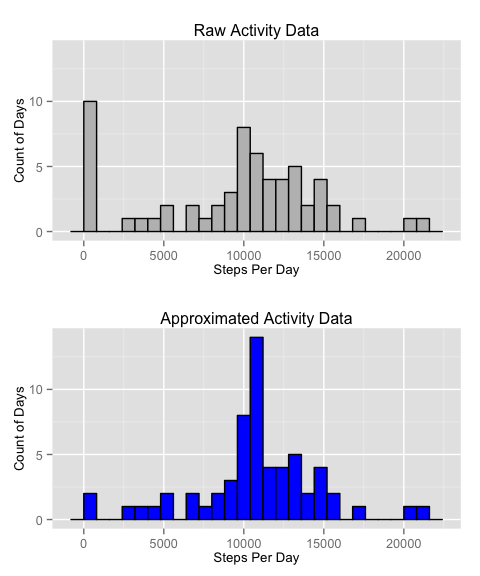 Raw Activity Data
10
5
0
Count of Days
0 5000 10000 15000 20000
Steps Per Day
Approximated Activity Data
10
5
0
Count of Days
0 5000 10000 15000 20000
Steps Per Day